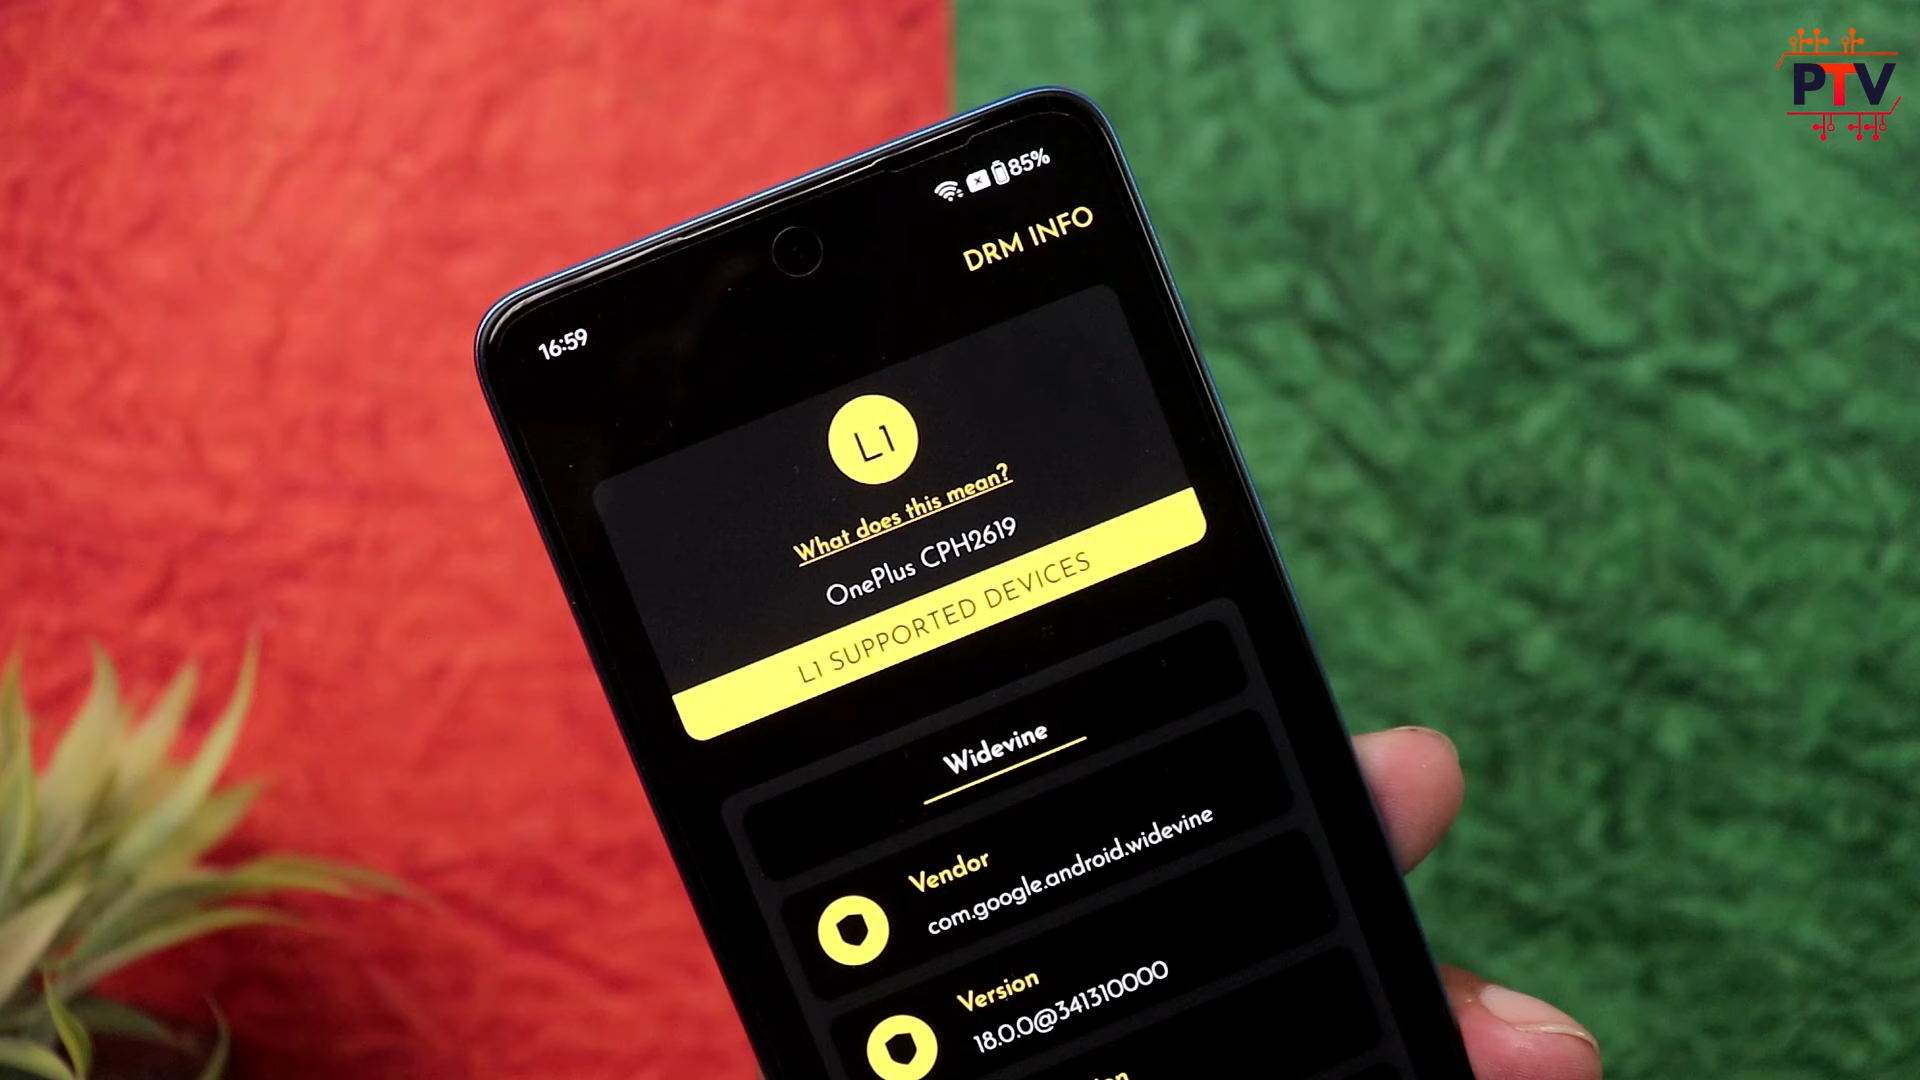 PTV
85%
DRM INFO
16:59
L1
What does this mean?
OnePlus CPH2619
L1 SUPPORTED DEVICES
Widevine
Vendor
com.google.android.widevine
Version
18.0.0@341310000